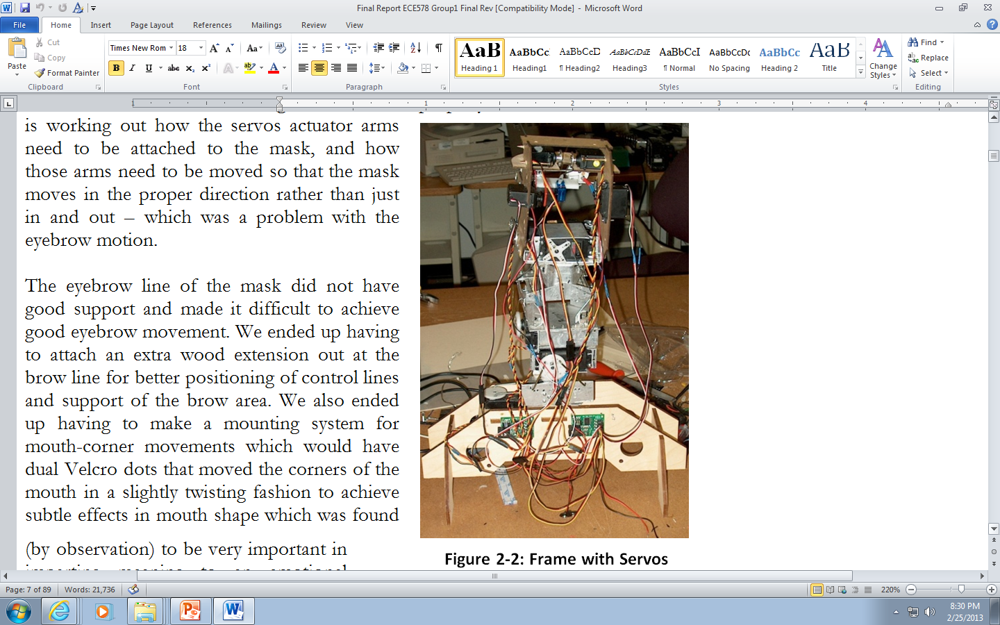 Final Report ECE578 Group1 Final Rev [Compatibility Mode] - Microsoft Word
File Home Insert Page Layout References Mailings Review View
Paste
Cut
Copy
Format Painter
Clipboard
Times New Rom 18
Font
Paragraph
AaB AaBbCc AaBbCcD AaBbCcDdE AaBbCcI AaBbCcDc AaBbCc AaB
Heading 1 Heading1 ¶ Heading2 Heading3 ¶ Normal No Spacing Heading 2 Title
Change Styles
Styles
Find
Replace
Select
Editing
1 1 2 3 4
is working out how the servos actuator arms
need to be attached to the mask, and how
those arms need to be moved so that the mask
moves in the proper direction rather than just
in and out – which was a problem with the
eyebrow motion.
The eyebrow line of the mask did not have
good support and made it difficult to achieve
good eyebrow movement. We ended up having
to attach an extra wood extension out at the
brow line for better positioning of control lines
and support of the brow area. We also ended
up having to make a mounting system for
mouth-corner movements which would have
dual Velcro dots that moved the corners of the
mouth in a slightly twisting fashion to achieve
subtle effects in mouth shape which was found
(by observation) to be very important in
Figure 2-2: Frame with Servos
Page: 7 of 89 Words: 21,736 220%
8:30 PM
2/25/2013